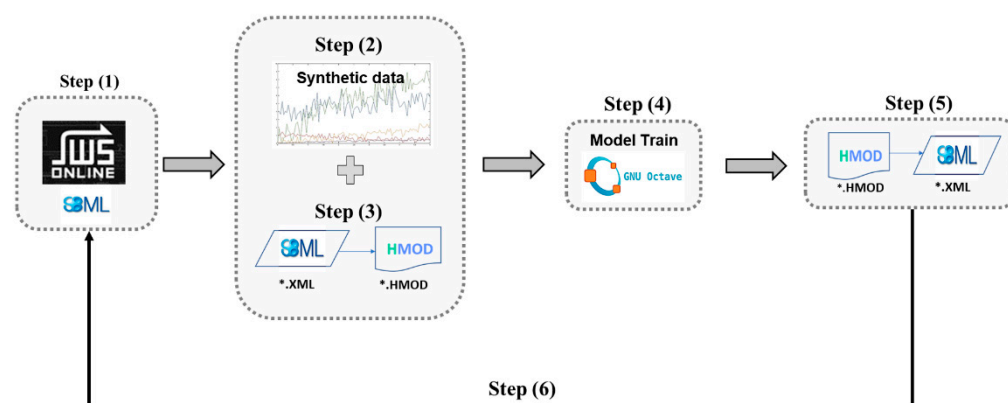 Step (1)
JWS
ONLINE
SBML
Step (2)
Synthetic data
Step (3)
SBML
HMOD
*.XML
*.HMOD
Step (4)
Model Train
GNU Octave
Step (5)
HMOD
SBML
*.HMOD
*.XML
Step (6)